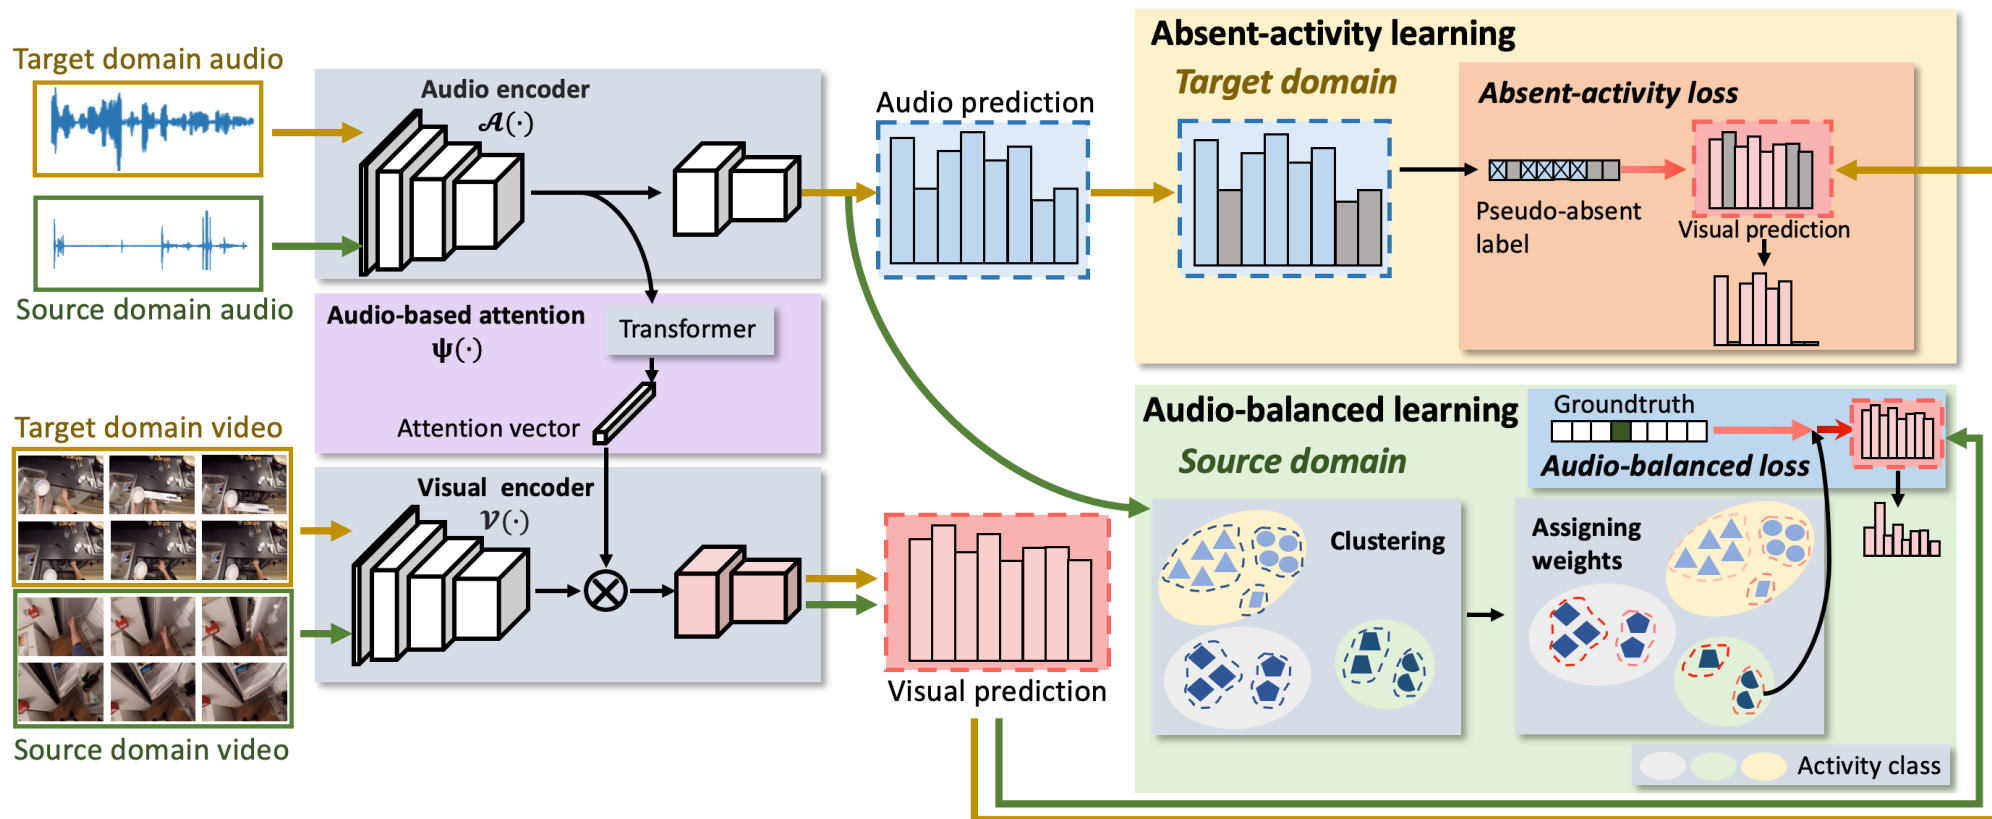 Target domain audio
Source domain audio
Target domain video
Source domain video
Audio encoder
𝒜(·)
Audio-based attention
ψ(·)
Transformer
Attention vector
Visual encoder
𝒱(·)
Audio prediction
Visual prediction
Absent-activity learning
Target domain
Absent-activity loss
Pseudo-absent
label
Visual prediction
Audio-balanced learning
Source domain
Groundtruth
Audio-balanced loss
Clustering
Assigning
weights
Activity class